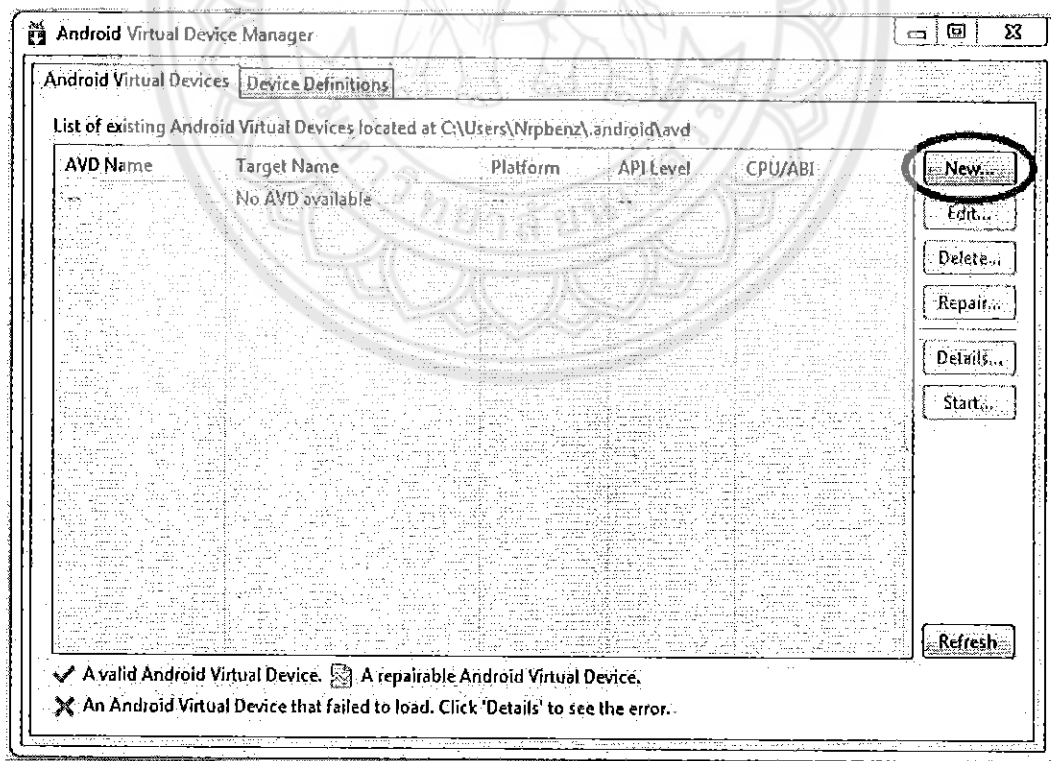 Android Virtual Device Manager
Android Virtual Devices Device Definitions
List of existing Android Virtual Devices located at C:\Users\Nrpbenz\.android\avd
AVD Name Target Name Platform API Level CPU/ABI
-- No AVD available -- --
New...
Edit...
Delete...
Repair...
Details...
Start...
Refresh
A valid Android Virtual Device. A repairable Android Virtual Device.
An Android Virtual Device that failed to load. Click 'Details' to see the error.